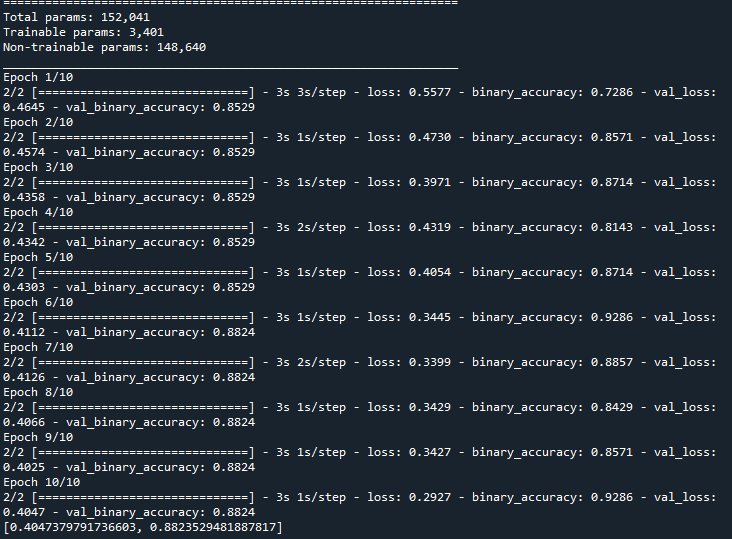 =================================================================
Total params: 152,041
Trainable params: 3,401
Non-trainable params: 148,640
_________________________________________________________________
Epoch 1/10
2/2 [==============================] - 3s 3s/step - loss: 0.5577 - binary_accuracy: 0.7286 - val_loss:
0.4645 - val_binary_accuracy: 0.8529
Epoch 2/10
2/2 [==============================] - 3s 1s/step - loss: 0.4730 - binary_accuracy: 0.8571 - val_loss:
0.4574 - val_binary_accuracy: 0.8529
Epoch 3/10
2/2 [==============================] - 3s 1s/step - loss: 0.3971 - binary_accuracy: 0.8714 - val_loss:
0.4358 - val_binary_accuracy: 0.8529
Epoch 4/10
2/2 [==============================] - 3s 2s/step - loss: 0.4319 - binary_accuracy: 0.8143 - val_loss:
0.4342 - val_binary_accuracy: 0.8529
Epoch 5/10
2/2 [==============================] - 3s 1s/step - loss: 0.4054 - binary_accuracy: 0.8714 - val_loss:
0.4303 - val_binary_accuracy: 0.8529
Epoch 6/10
2/2 [==============================] - 3s 1s/step - loss: 0.3445 - binary_accuracy: 0.9286 - val_loss:
0.4112 - val_binary_accuracy: 0.8824
Epoch 7/10
2/2 [==============================] - 3s 2s/step - loss: 0.3399 - binary_accuracy: 0.8857 - val_loss:
0.4126 - val_binary_accuracy: 0.8824
Epoch 8/10
2/2 [==============================] - 3s 1s/step - loss: 0.3429 - binary_accuracy: 0.8429 - val_loss:
0.4066 - val_binary_accuracy: 0.8824
Epoch 9/10
2/2 [==============================] - 3s 1s/step - loss: 0.3427 - binary_accuracy: 0.8571 - val_loss:
0.4025 - val_binary_accuracy: 0.8824
Epoch 10/10
2/2 [==============================] - 3s 1s/step - loss: 0.2927 - binary_accuracy: 0.9286 - val_loss:
0.4047 - val_binary_accuracy: 0.8824
[0.4047379791736603, 0.8823529481887817]